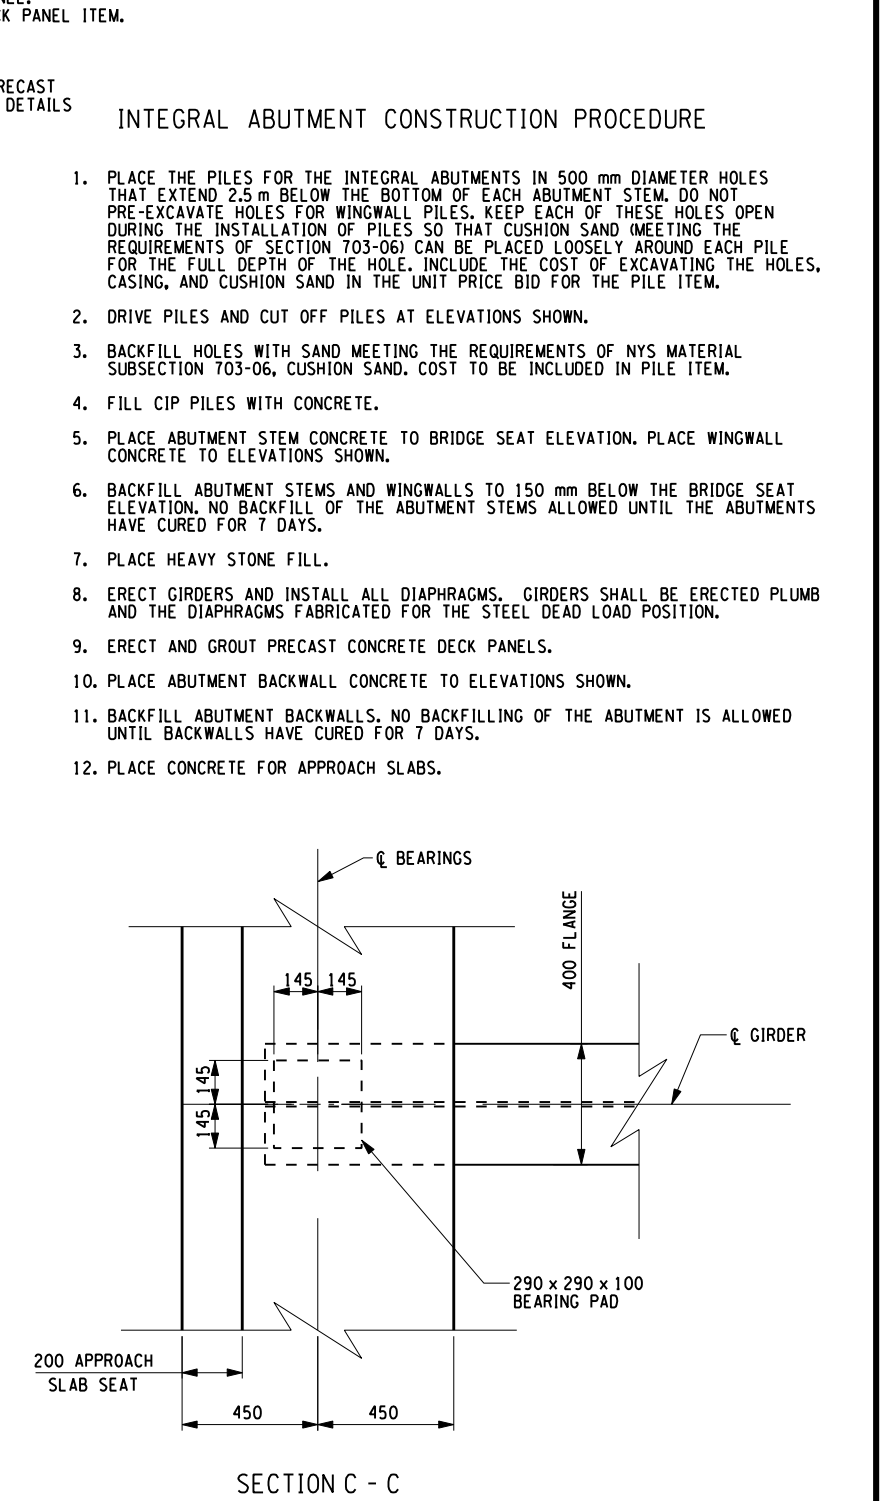 K PANEL ITEM.
RECAST
DETAILS
INTEGRAL ABUTMENT CONSTRUCTION PROCEDURE
1. PLACE THE PILES FOR THE INTEGRAL ABUTMENTS IN 500 mm DIAMETER HOLES
THAT EXTEND 2.5 m BELOW THE BOTTOM OF EACH ABUTMENT STEM. DO NOT
PRE-EXCAVATE HOLES FOR WINGWALL PILES. KEEP EACH OF THESE HOLES OPEN
DURING THE INSTALLATION OF PILES SO THAT CUSHION SAND (MEETING THE
REQUIREMENTS OF SECTION 703-06) CAN BE PLACED LOOSELY AROUND EACH PILE
FOR THE FULL DEPTH OF THE HOLE. INCLUDE THE COST OF EXCAVATING THE HOLES,
CASING, AND CUSHION SAND IN THE UNIT PRICE BID FOR THE PILE ITEM.
2. DRIVE PILES AND CUT OFF PILES AT ELEVATIONS SHOWN.
3. BACKFILL HOLES WITH SAND MEETING THE REQUIREMENTS OF NYS MATERIAL
SUBSECTION 703-06, CUSHION SAND. COST TO BE INCLUDED IN PILE ITEM.
4. FILL CIP PILES WITH CONCRETE.
5. PLACE ABUTMENT STEM CONCRETE TO BRIDGE SEAT ELEVATION. PLACE WINGWALL
CONCRETE TO ELEVATIONS SHOWN.
6. BACKFILL ABUTMENT STEMS AND WINGWALLS TO 150 mm BELOW THE BRIDGE SEAT
ELEVATION. NO BACKFILL OF THE ABUTMENT STEMS ALLOWED UNTIL THE ABUTMENTS
HAVE CURED FOR 7 DAYS.
7. PLACE HEAVY STONE FILL.
8. ERECT GIRDERS AND INSTALL ALL DIAPHRAGMS. GIRDERS SHALL BE ERECTED PLUMB
AND THE DIAPHRAGMS FABRICATED FOR THE STEEL DEAD LOAD POSITION.
9. ERECT AND GROUT PRECAST CONCRETE DECK PANELS.
10. PLACE ABUTMENT BACKWALL CONCRETE TO ELEVATIONS SHOWN.
11. BACKFILL ABUTMENT BACKWALLS. NO BACKFILLING OF THE ABUTMENT IS ALLOWED
UNTIL BACKWALLS HAVE CURED FOR 7 DAYS.
12. PLACE CONCRETE FOR APPROACH SLABS.
℄ BEARINGS
400 FLANGE
145 145
℄ GIRDER
145
145
290 x 290 x 100
BEARING PAD
200 APPROACH
SLAB SEAT
450 450
SECTION C - C